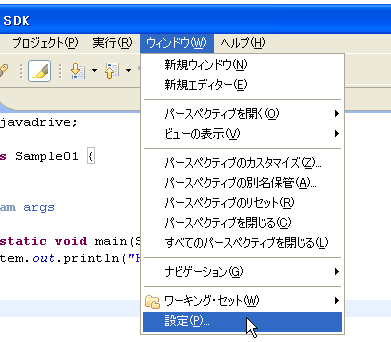 SDK
プロジェクト(P) 実行(R) ウィンドウ(W) ヘルプ(H)
新規ウィンドウ(N)
新規エディター(E)
パースペクティブを開く(O)
ビューの表示(V)
パースペクティブのカスタマイズ(Z)...
パースペクティブの別名保管(A)...
パースペクティブのリセット(R)
パースペクティブを閉じる(C)
すべてのパースペクティブを閉じる(L)
ナビゲーション(G)
ワーキング・セット(W)
設定(P)...
javadrive;
s Sample01 {
am args
static void main(S
tem.out.println("H